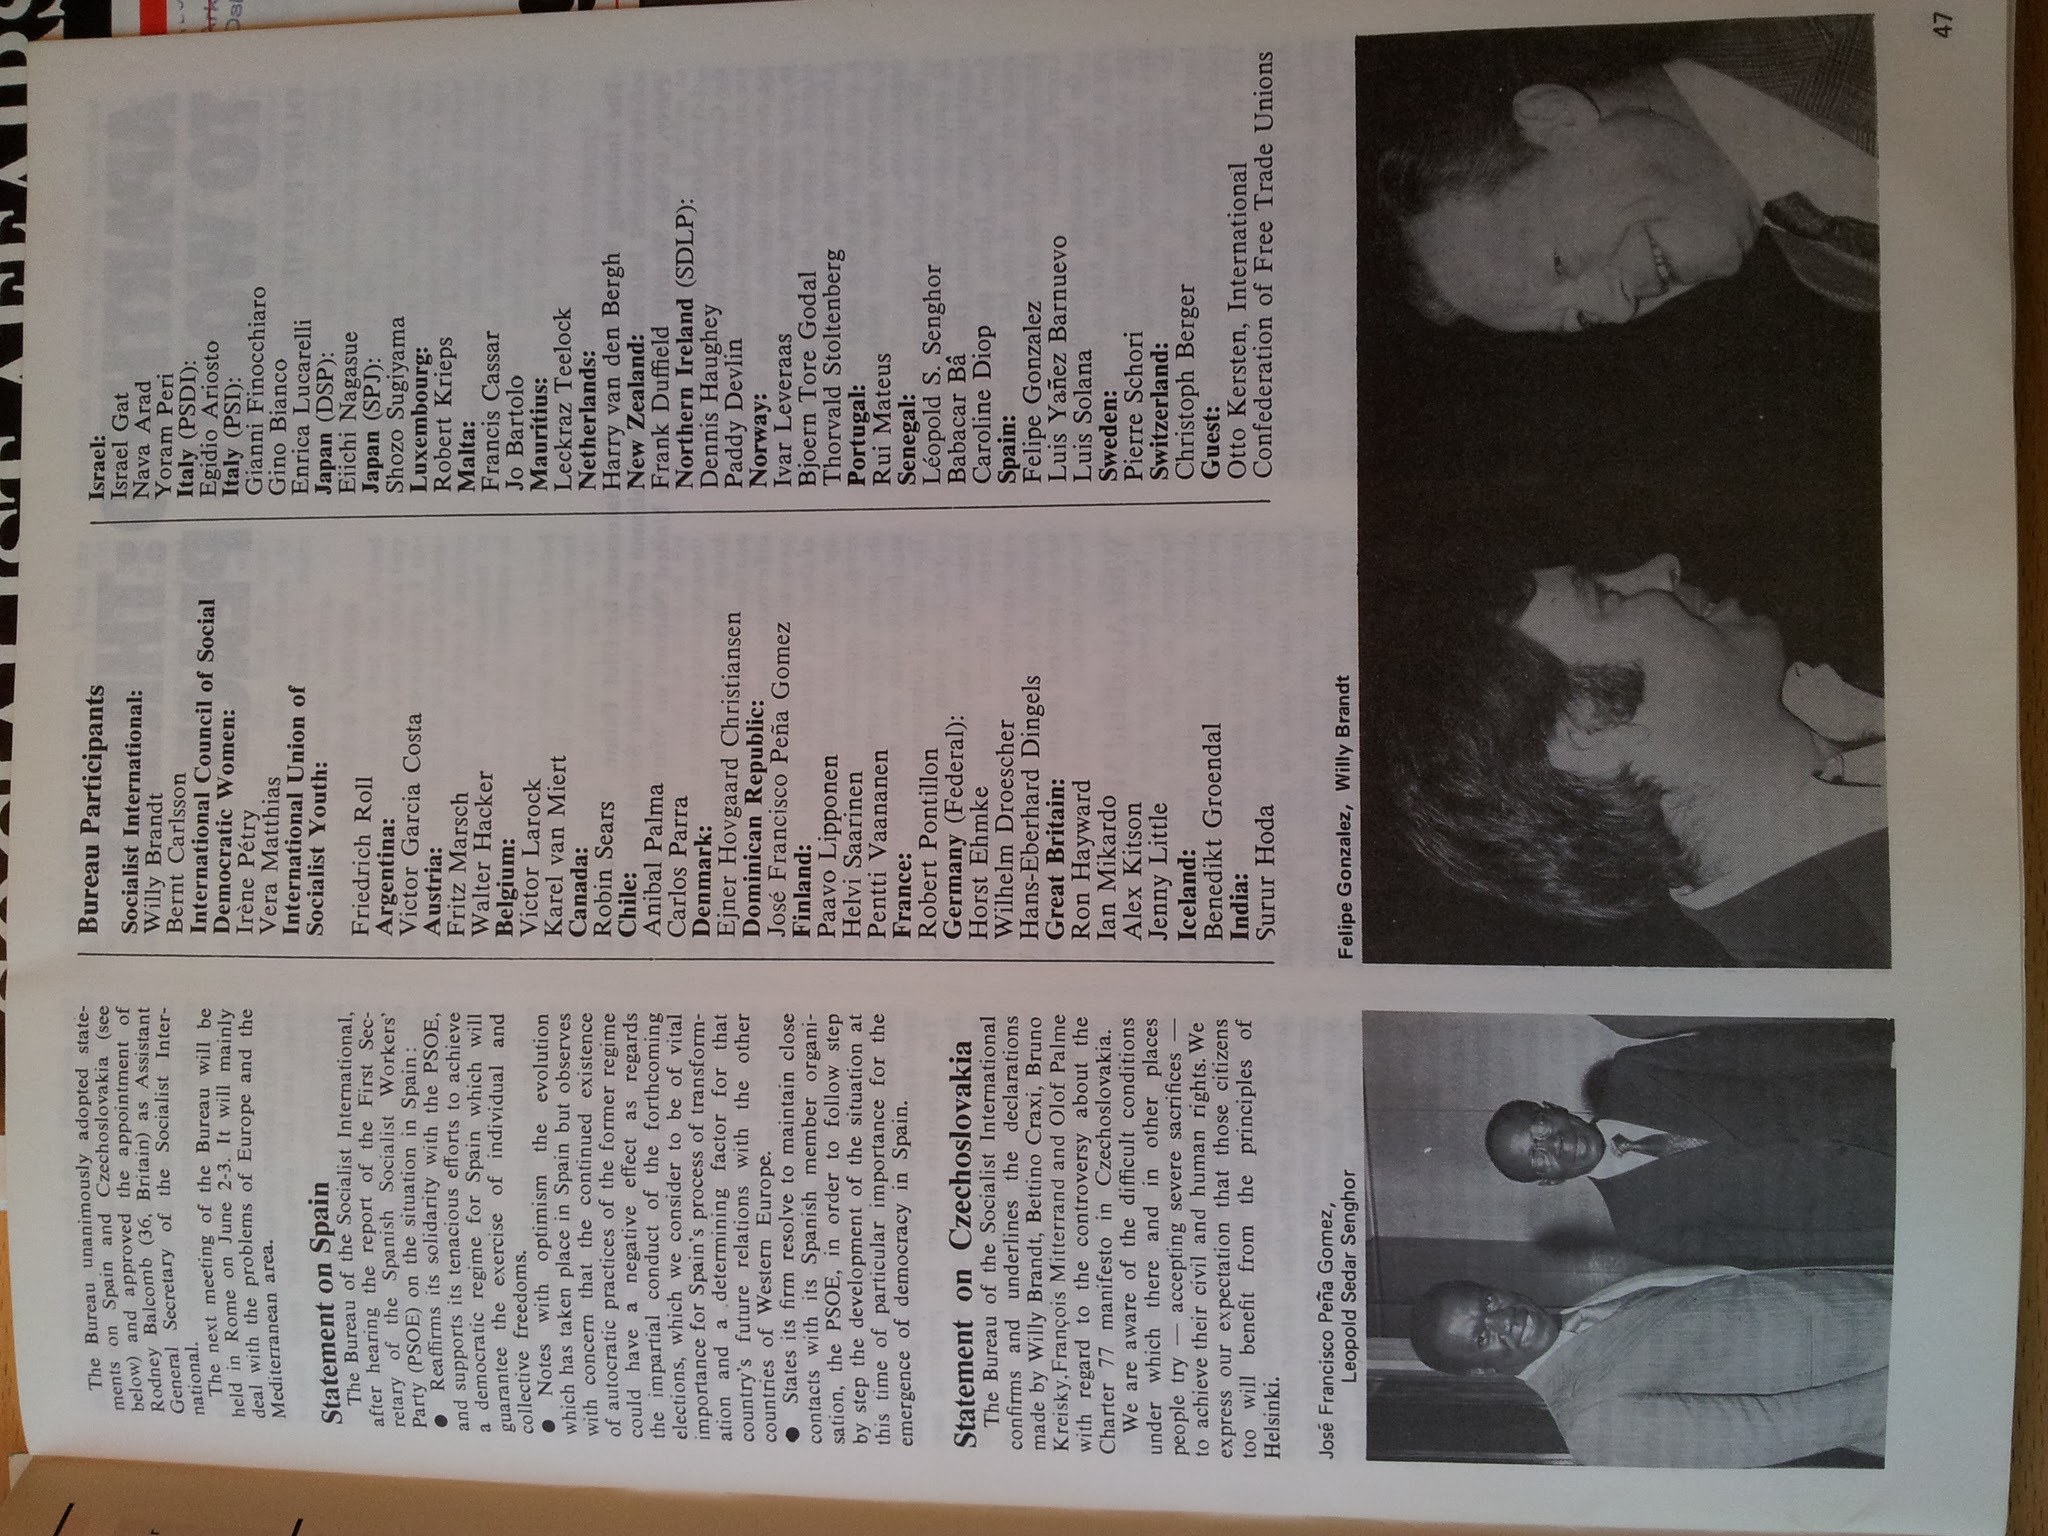 The Bureau unanimously adopted state-
ments on Spain and Czechoslovakia (see
below) and approved the appointment of
Rodney Balcomb (36, Britain) as Assistant
General Secretary of the Socialist Inter-
national.
The next meeting of the Bureau will be
held in Rome on June 2-3. It will mainly
deal with the problems of Europe and the
Mediterranean area.
Statement on Spain
The Bureau of the Socialist International,
after hearing the report of the First Sec-
retary of the Spanish Socialist Workers'
Party (PSOE) on the situation in Spain:
● Reaffirms its solidarity with the PSOE,
and supports its tenacious efforts to achieve
a democratic regime for Spain which will
guarantee the exercise of individual and
collective freedoms.
● Notes with optimism the evolution
which has taken place in Spain but observes
with concern that the continued existence
of autocratic practices of the former regime
could have a negative effect as regards
the impartial conduct of the forthcoming
elections, which we consider to be of vital
importance for Spain's process of transform-
ation and a determining factor for that
country's future relations with the other
countries of Western Europe.
● States its firm resolve to maintain close
contacts with its Spanish member organi-
sation, the PSOE, in order to follow step
by step the development of the situation at
this time of particular importance for the
emergence of democracy in Spain.
Statement on Czechoslovakia
The Bureau of the Socialist International
confirms and underlines the declarations
made by Willy Brandt, Bettino Craxi, Bruno
Kreisky, François Mitterrand and Olof Palme
with regard to the controversy about the
Charter 77 manifesto in Czechoslovakia.
We are aware of the difficult conditions
under which there and in other places
people try — accepting severe sacrifices —
to achieve their civil and human rights. We
express our expectation that those citizens
too will benefit from the principles of
Helsinki.
Bureau Participants
Socialist International:
Willy Brandt
Bernt Carlsson
International Council of Social
Democratic Women:
Irène Pétry
Vera Matthias
International Union of
Socialist Youth:
Friedrich Roll
Argentina:
Victor Garcia Costa
Austria:
Fritz Marsch
Walter Hacker
Belgium:
Victor Larock
Karel van Miert
Canada:
Robin Sears
Chile:
Anibal Palma
Carlos Parra
Denmark:
Ejner Hovgaard Christiansen
Dominican Republic:
José Francisco Peña Gomez
Finland:
Paavo Lipponen
Helvi Saarinen
Pentti Vaananen
France:
Robert Pontillon
Germany (Federal):
Horst Ehmke
Wilhelm Droescher
Hans-Eberhard Dingels
Great Britain:
Ron Hayward
Ian Mikardo
Alex Kitson
Jenny Little
Iceland:
Benedikt Groendal
India:
Surur Hoda
Israel:
Israel Gat
Nava Arad
Yoram Peri
Italy (PSDI):
Egidio Ariosto
Italy (PSI):
Gianni Finocchiaro
Gino Bianco
Enrica Lucarelli
Japan (DSP):
Eiichi Nagasue
Japan (SPJ):
Shozo Sugiyama
Luxembourg:
Robert Krieps
Malta:
Francis Cassar
Jo Bartolo
Mauritius:
Leckraz Teelock
Netherlands:
Harry van den Bergh
New Zealand:
Frank Duffield
Northern Ireland (SDLP):
Dennis Haughey
Paddy Devlin
Norway:
Ivar Leveraas
Bjoern Tore Godal
Thorvald Stoltenberg
Portugal:
Rui Mateus
Senegal:
Léopold S. Senghor
Babacar Bâ
Caroline Diop
Spain:
Felipe Gonzalez
Luis Yañez Barnuevo
Luis Solana
Sweden:
Pierre Schori
Switzerland:
Christoph Berger
Guest:
Otto Kersten, International
Confederation of Free Trade Unions
José Francisco Peña Gomez,
Leopold Sedar Senghor
Felipe Gonzalez, Willy Brandt
47